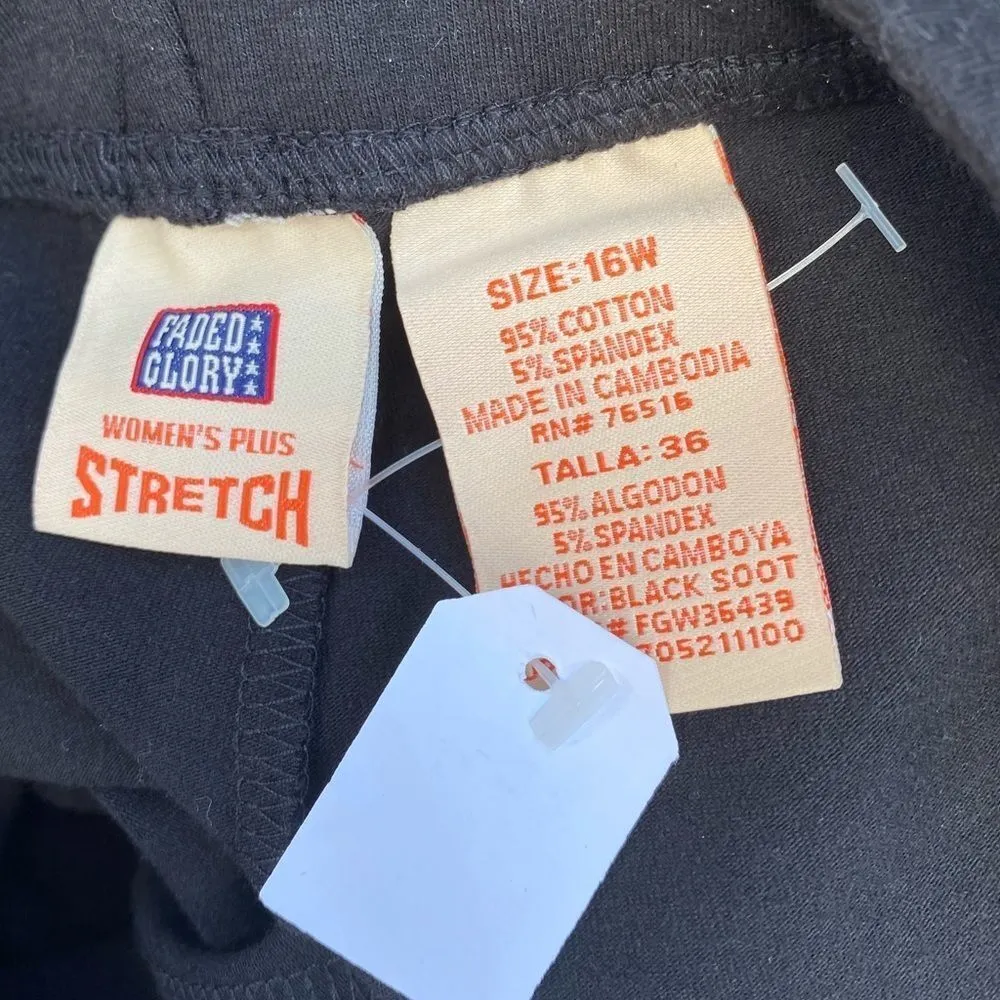 FADED
GLORY
WOMEN'S PLUS
STRETCH
SIZE: 16W
95% COTTON
5% SPANDEX
MADE IN CAMBODIA
RN# 76516
TALLA: 36
95% ALGODON
5% SPANDEX
HECHO EN CAMBOYA
BLACK SOOT
# FGW36439
705211100